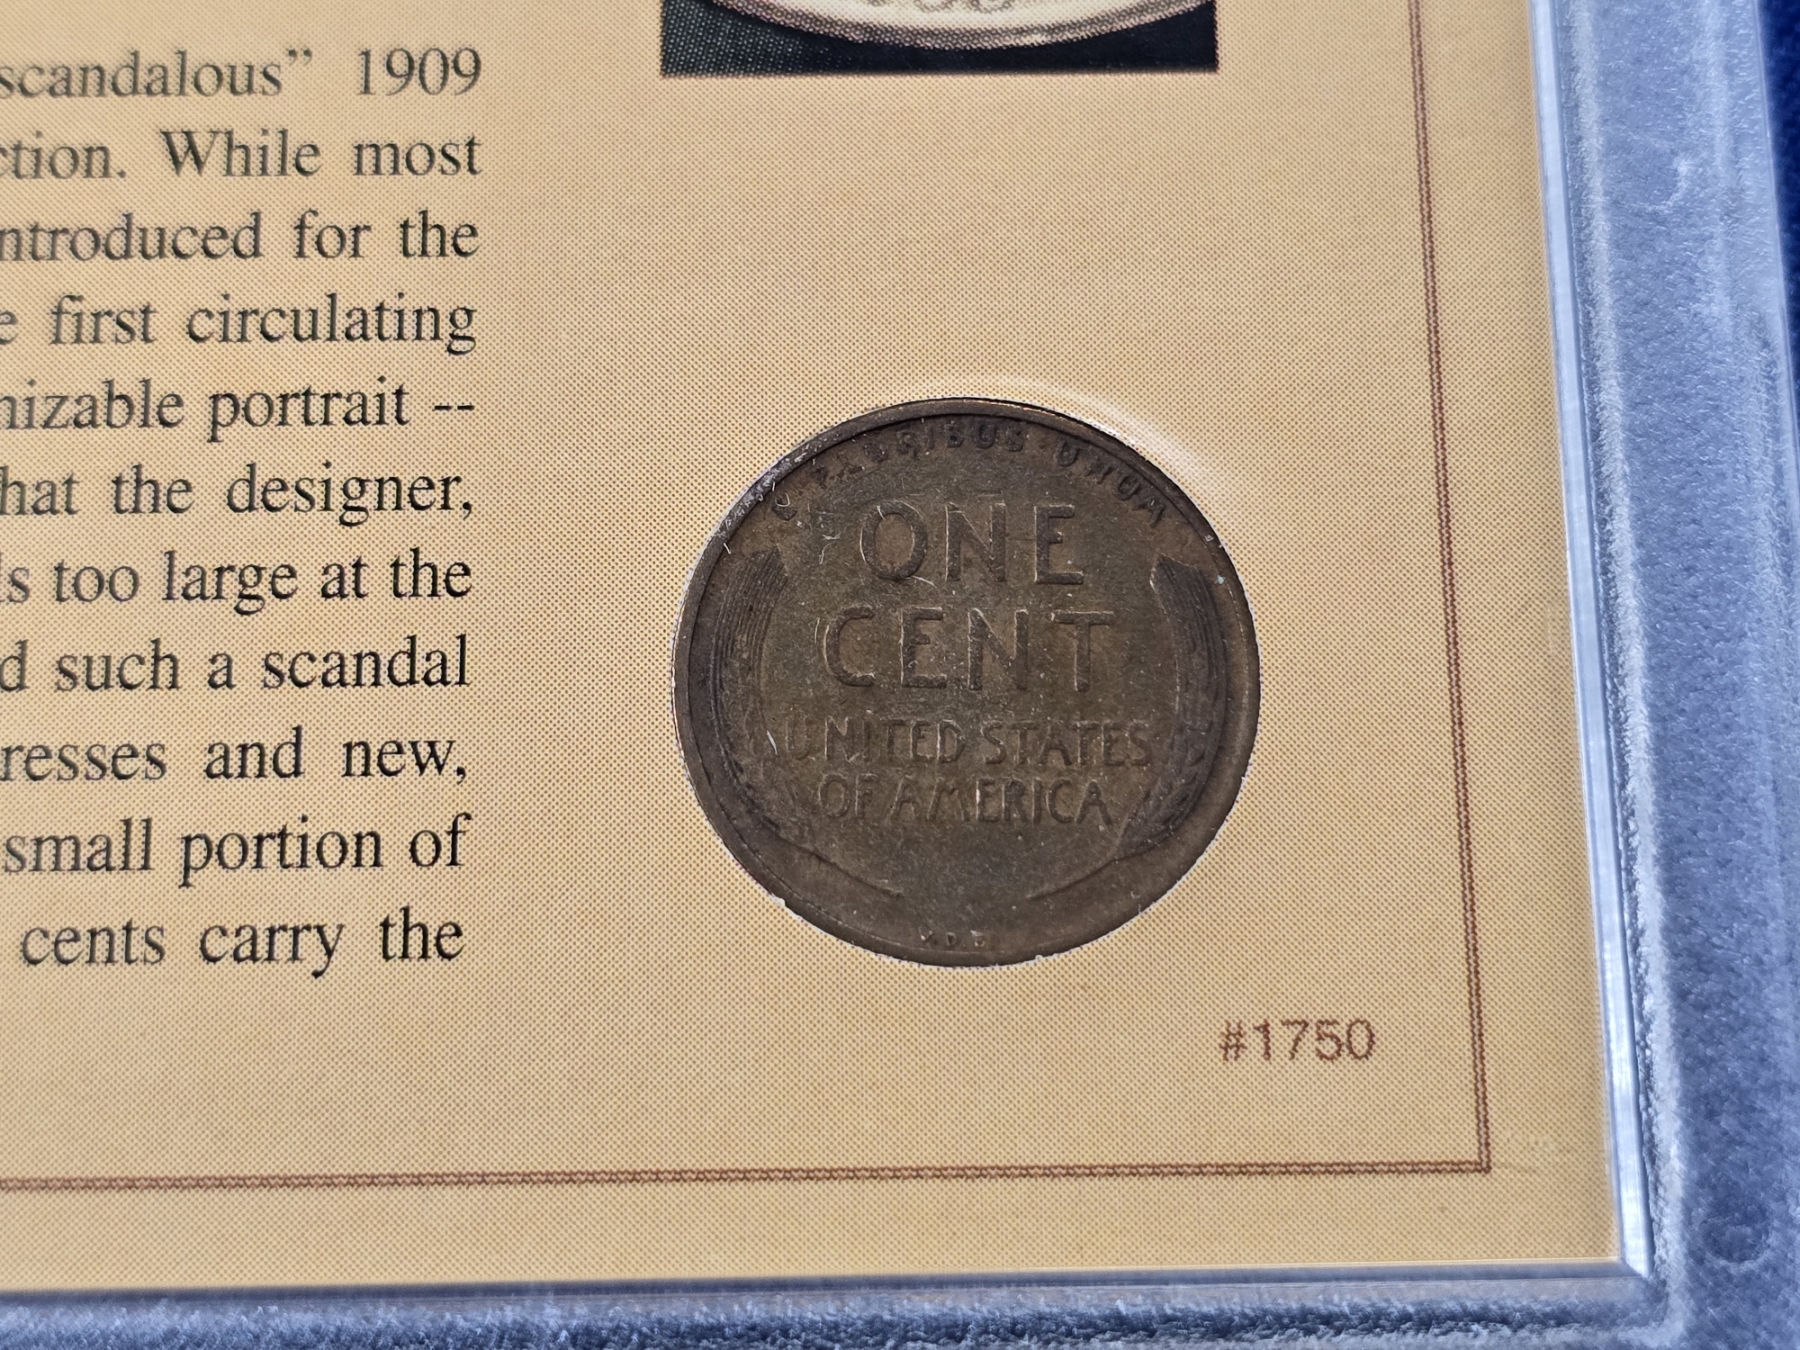 scandalous” 1909
ction. While most
ntroduced for the
e first circulating
nizable portrait --
hat the designer,
ls too large at the
d such a scandal
resses and new,
small portion of
cents carry the
E · PLURIBUS · UNUM
ONE
CENT
UNITED STATES
OF AMERICA
V.D.B.
#1750